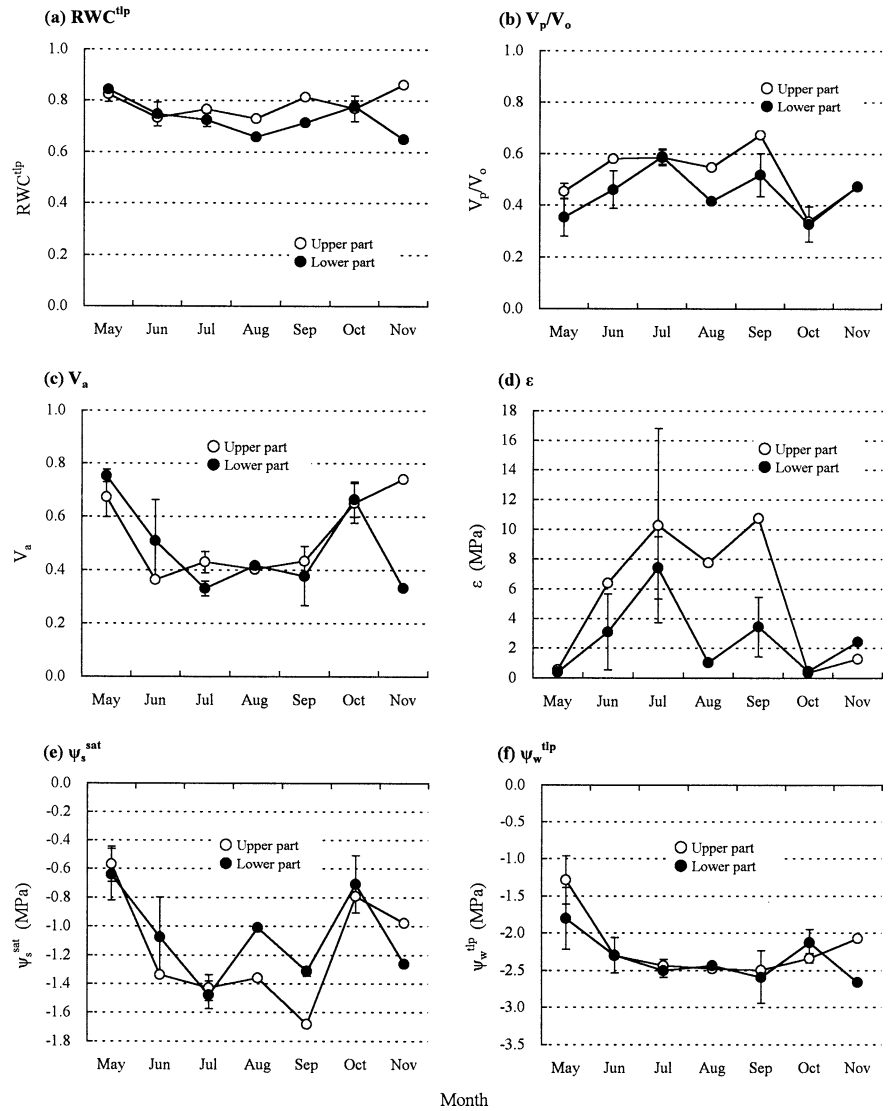 (a) RWC^tlp
1.0
0.8
0.6
0.4
0.2
0.0
RWC^tlp
Upper part
Lower part
May Jun Jul Aug Sep Oct Nov
(b) V_p/V_o
1.0
0.8
0.6
0.4
0.2
0.0
V_p/V_o
Upper part
Lower part
May Jun Jul Aug Sep Oct Nov
(c) V_a
1.0
0.8
0.6
0.4
0.2
0.0
V_a
Upper part
Lower part
May Jun Jul Aug Sep Oct Nov
(d) ε
18
16
14
12
10
8
6
4
2
0
ε (MPa)
Upper part
Lower part
May Jun Jul Aug Sep Oct Nov
(e) ψ_s^sat
0.0
-0.2
-0.4
-0.6
-0.8
-1.0
-1.2
-1.4
-1.6
-1.8
ψ_s^sat (MPa)
Upper part
Lower part
May Jun Jul Aug Sep Oct Nov
(f) ψ_w^tlp
0.0
-0.5
-1.0
-1.5
-2.0
-2.5
-3.0
-3.5
ψ_w^tlp (MPa)
Upper part
Lower part
May Jun Jul Aug Sep Oct Nov
Month